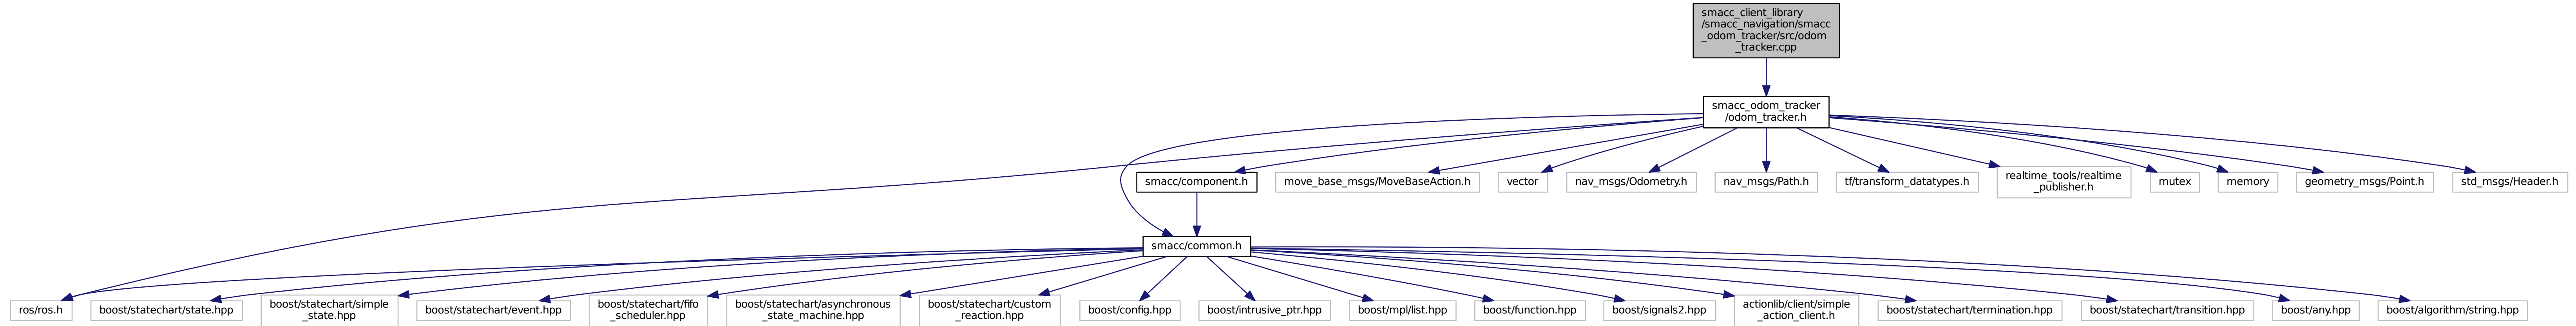 smacc_client_library
/smacc_navigation/smacc
_odom_tracker/src/odom
_tracker.cpp
smacc_odom_tracker
/odom_tracker.h
smacc/component.h
move_base_msgs/MoveBaseAction.h
vector
nav_msgs/Odometry.h
nav_msgs/Path.h
tf/transform_datatypes.h
realtime_tools/realtime
_publisher.h
mutex
memory
geometry_msgs/Point.h
std_msgs/Header.h
smacc/common.h
ros/ros.h
boost/statechart/state.hpp
boost/statechart/simple
_state.hpp
boost/statechart/event.hpp
boost/statechart/fifo
_scheduler.hpp
boost/statechart/asynchronous
_state_machine.hpp
boost/statechart/custom
_reaction.hpp
boost/config.hpp
boost/intrusive_ptr.hpp
boost/mpl/list.hpp
boost/function.hpp
boost/signals2.hpp
actionlib/client/simple
_action_client.h
boost/statechart/termination.hpp
boost/statechart/transition.hpp
boost/any.hpp
boost/algorithm/string.hpp